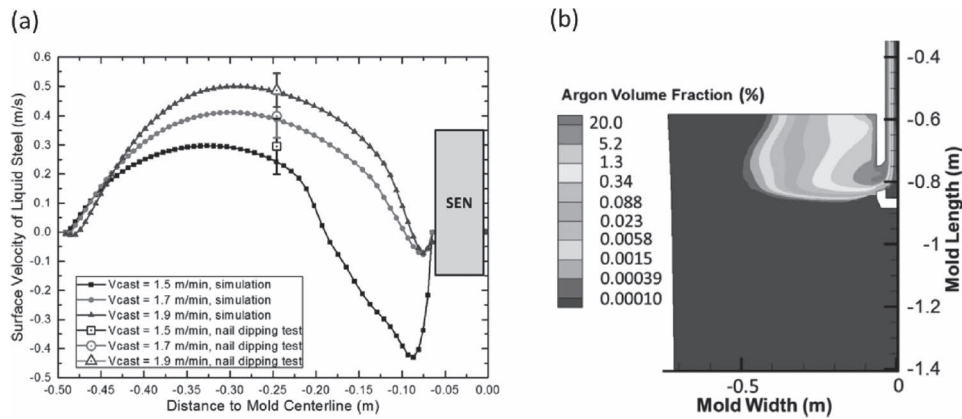 (a)
Surface Velocity of Liquid Steel (m/s)
0.6
0.5
0.4
0.3
0.2
0.1
0.0
-0.1
-0.2
-0.3
-0.4
-0.5
SEN
Vcast = 1.5 m/min, simulation
Vcast = 1.7 m/min, simulation
Vcast = 1.9 m/min, simulation
Vcast = 1.5 m/min, nail dipping test
Vcast = 1.7 m/min, nail dipping test
Vcast = 1.9 m/min, nail dipping test
-0.50 -0.45 -0.40 -0.35 -0.30 -0.25 -0.20 -0.15 -0.10 -0.05 0.00
Distance to Mold Centerline (m)
(b)
Argon Volume Fraction (%)
20.0
5.2
1.3
0.34
0.088
0.023
0.0058
0.0015
0.00039
0.00010
-0.4
-0.6
-0.8
-1
-1.2
-1.4
Mold Length (m)
-0.5 0
Mold Width (m)